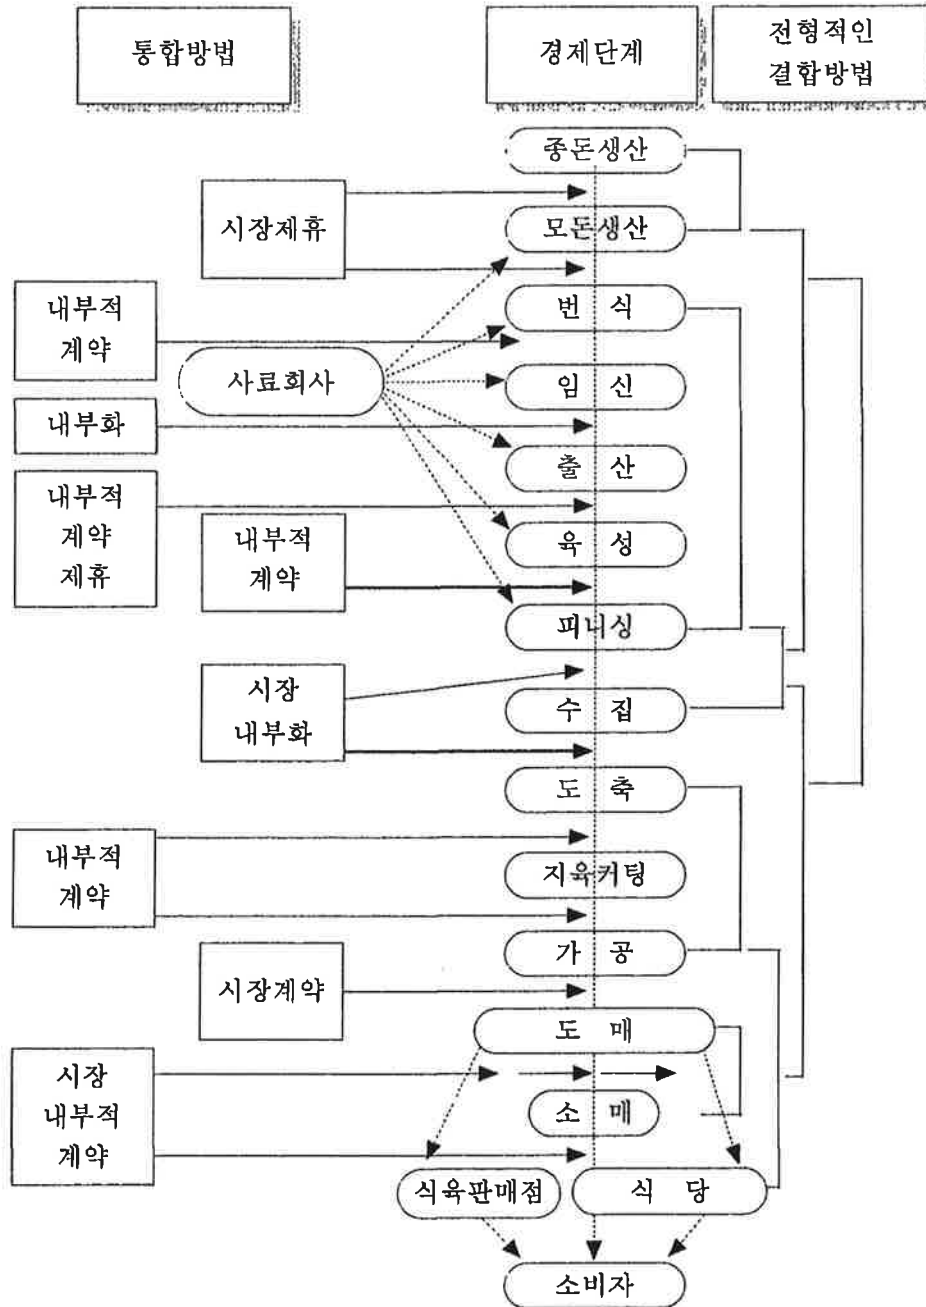 통합방법
경제단계
전형적인
결합방법
종돈생산
시장제휴
모돈생산
내부적
계약
번 식
사료회사
임 신
내부화
출 산
내부적
계약
제휴
내부적
계약
육 성
피니싱
시장
내부화
수 집
도 축
내부적
계약
지육커팅
가 공
시장계약
도 매
시장
내부적
계약
소 매
식육판매점
식 당
소비자